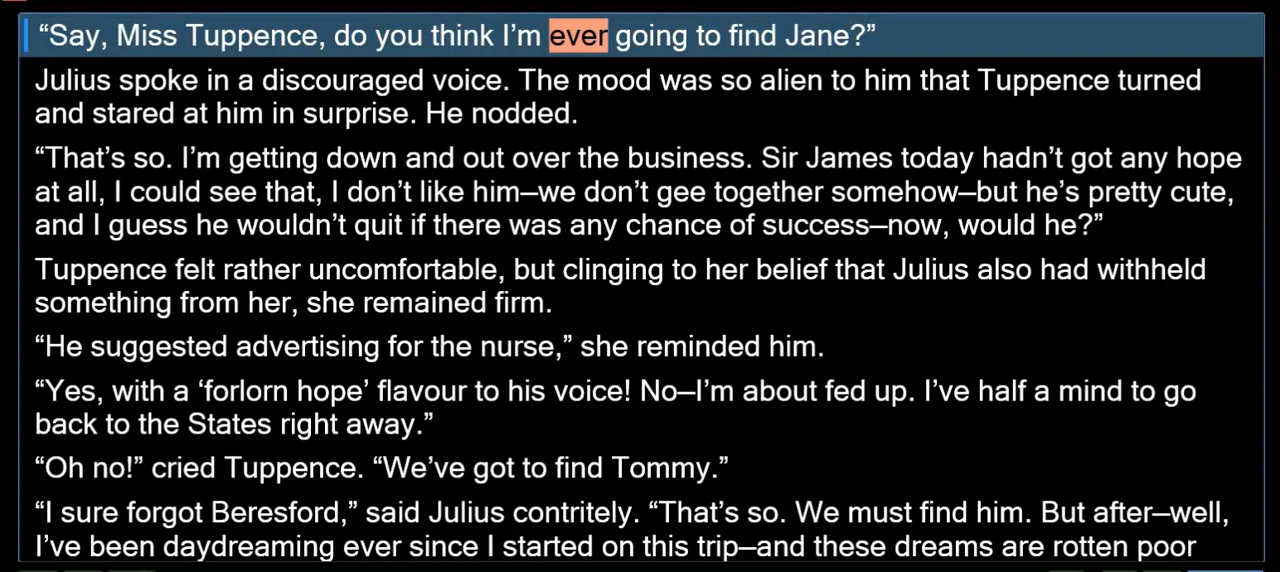 “Say, Miss Tuppence, do you think I’m ever going to find Jane?”
Julius spoke in a discouraged voice. The mood was so alien to him that Tuppence turned
and stared at him in surprise. He nodded.
“That’s so. I’m getting down and out over the business. Sir James today hadn’t got any hope
at all, I could see that, I don’t like him—we don’t gee together somehow—but he’s pretty cute,
and I guess he wouldn’t quit if there was any chance of success—now, would he?”
Tuppence felt rather uncomfortable, but clinging to her belief that Julius also had withheld
something from her, she remained firm.
“He suggested advertising for the nurse,” she reminded him.
“Yes, with a ‘forlorn hope’ flavour to his voice! No—I’m about fed up. I’ve half a mind to go
back to the States right away.”
“Oh no!” cried Tuppence. “We’ve got to find Tommy.”
“I sure forgot Beresford,” said Julius contritely. “That’s so. We must find him. But after—well,
I’ve been daydreaming ever since I started on this trip—and these dreams are rotten poor